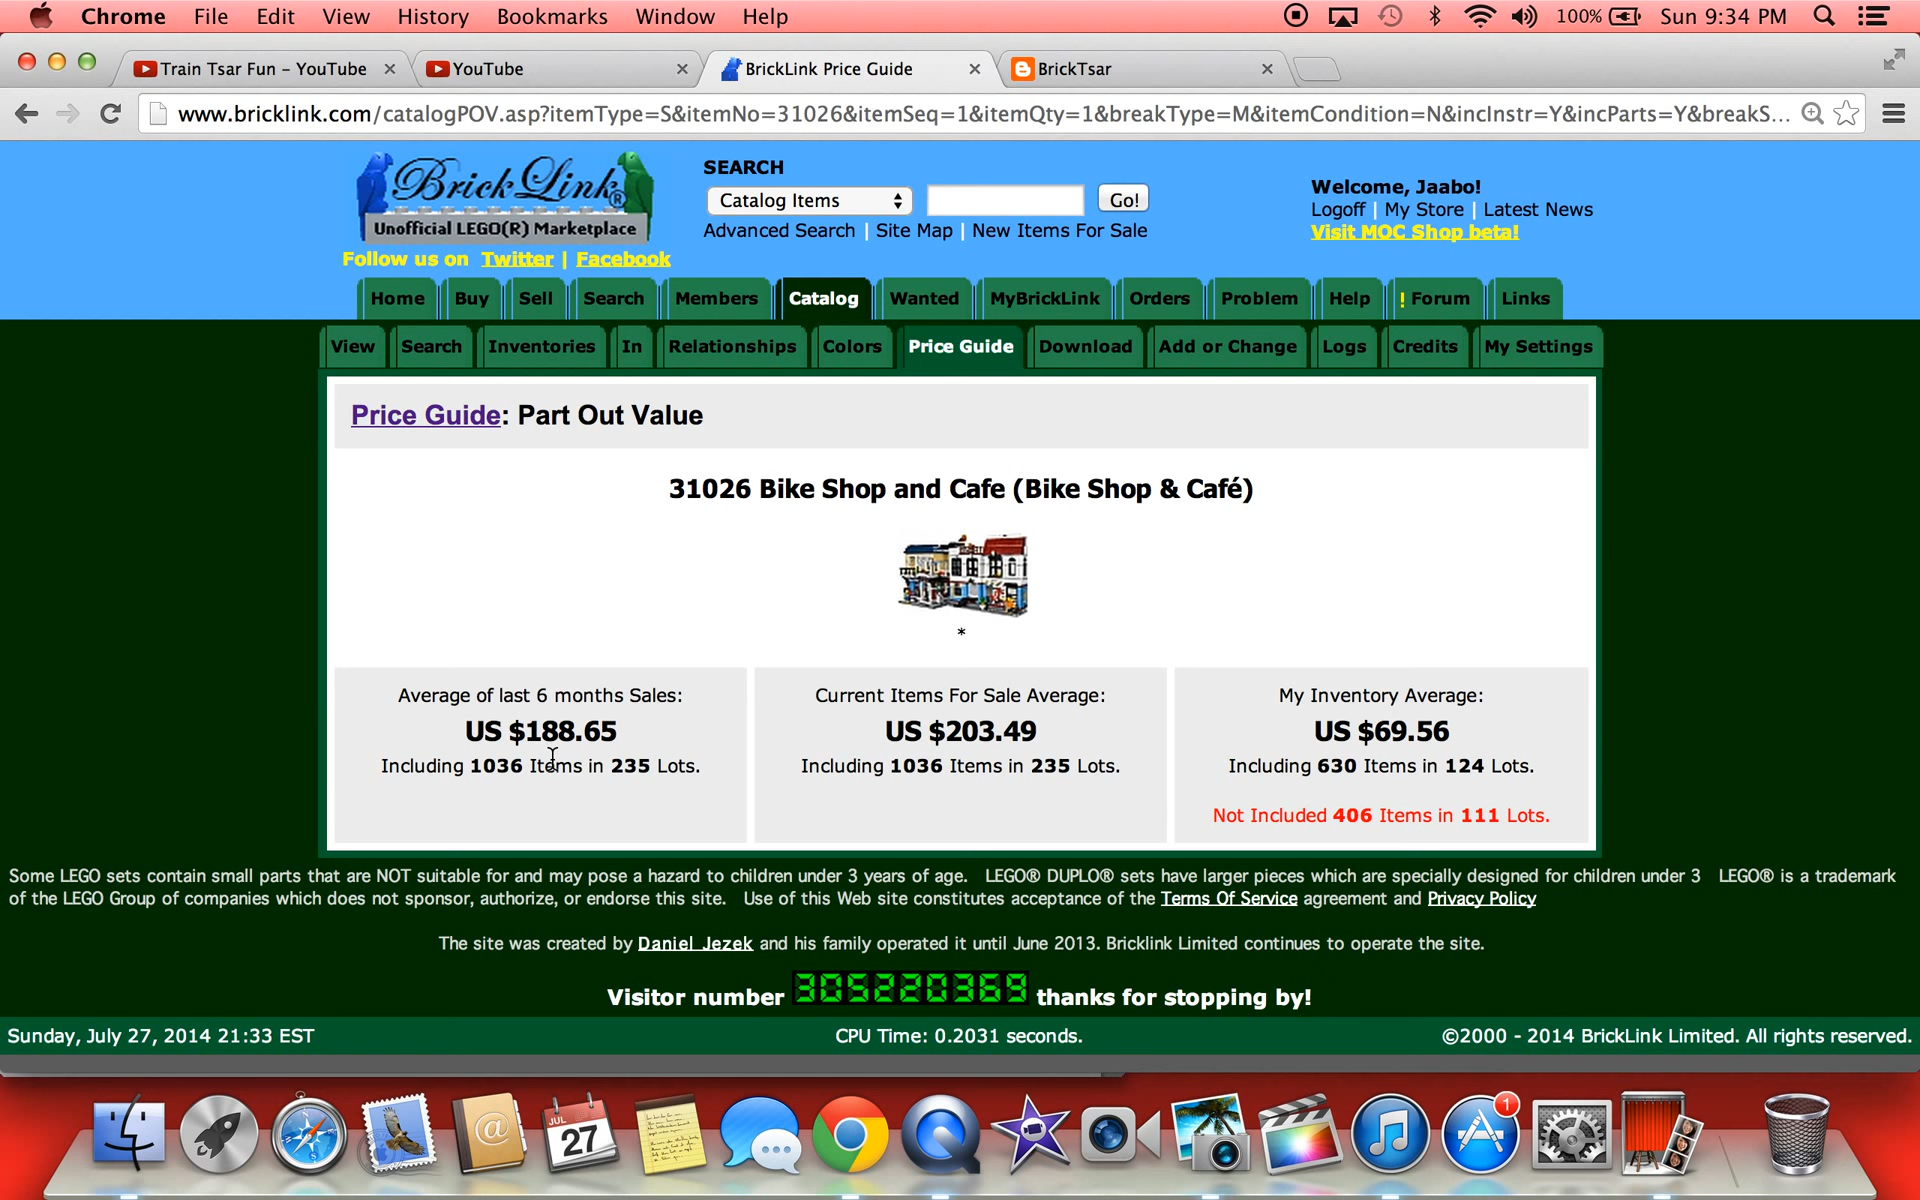 Chrome File Edit View History Bookmarks Window Help 100% Sun 9:34 PM
Train Tsar Fun – YouTube YouTube BrickLink Price Guide BrickTsar
www.bricklink.com/catalogPOV.asp?itemType=S&itemNo=31026&itemSeq=1&itemQty=1&breakType=M&itemCondition=N&incInstr=Y&incParts=Y&breakS...
BrickLink®
Unofficial LEGO(R) Marketplace
Follow us on Twitter | Facebook
SEARCH
Catalog Items Go!
Advanced Search | Site Map | New Items For Sale
Welcome, Jaabo!
Logoff | My Store | Latest News
Visit MOC Shop beta!
Home Buy Sell Search Members Catalog Wanted MyBrickLink Orders Problem Help ! Forum Links
View Search Inventories In Relationships Colors Price Guide Download Add or Change Logs Credits My Settings
Price Guide: Part Out Value
31026 Bike Shop and Cafe (Bike Shop & Café)
*
Average of last 6 months Sales:
US $188.65
Including 1036 Items in 235 Lots.
Current Items For Sale Average:
US $203.49
Including 1036 Items in 235 Lots.
My Inventory Average:
US $69.56
Including 630 Items in 124 Lots.
Not Included 406 Items in 111 Lots.
Some LEGO sets contain small parts that are NOT suitable for and may pose a hazard to children under 3 years of age. LEGO® DUPLO® sets have larger pieces which are specially designed for children under 3 LEGO® is a trademark
of the LEGO Group of companies which does not sponsor, authorize, or endorse this site. Use of this Web site constitutes acceptance of the Terms Of Service agreement and Privacy Policy
The site was created by Daniel Jezek and his family operated it until June 2013. Bricklink Limited continues to operate the site.
Visitor number 305220369 thanks for stopping by!
Sunday, July 27, 2014 21:33 EST CPU Time: 0.2031 seconds. ©2000 - 2014 BrickLink Limited. All rights reserved.
JUL
27
1